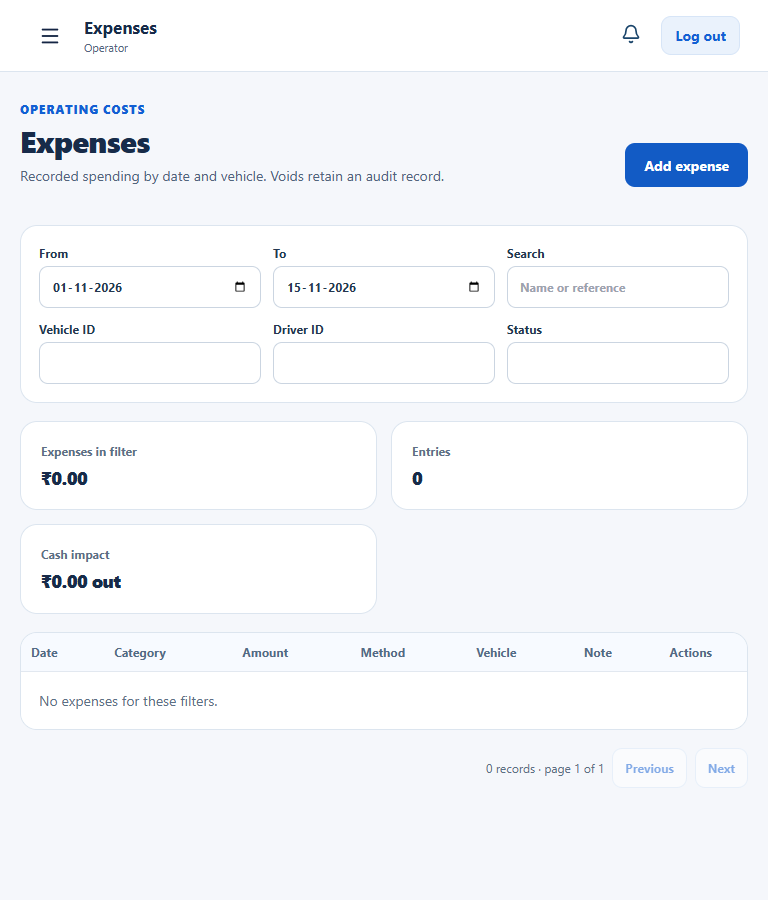 Expenses
Operator
Log out
OPERATING COSTS
Expenses
Recorded spending by date and vehicle. Voids retain an audit record.
Add expense
From To Search
01-11-2026 15-11-2026 Name or reference
Vehicle ID Driver ID Status
Expenses in filter Entries
₹0.00 0
Cash impact
₹0.00 out
Date Category Amount Method Vehicle Note Actions
No expenses for these filters.
0 records · page 1 of 1 Previous Next